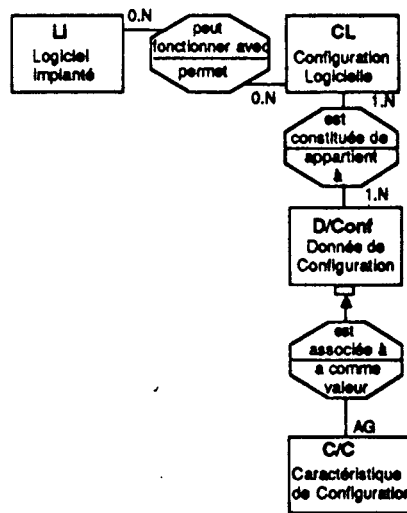 LI
Logiciel
Implanté
0.N
peut
fonctionner avec
permet
0.N
CL
Configuration
Logicielle
1.N
est
constituée de
appartient
à
1.N
D/Conf
Donnée de
Configuration
est
associée à
a comme
valeur
AG
C/C
Caractéristique
de Configuration